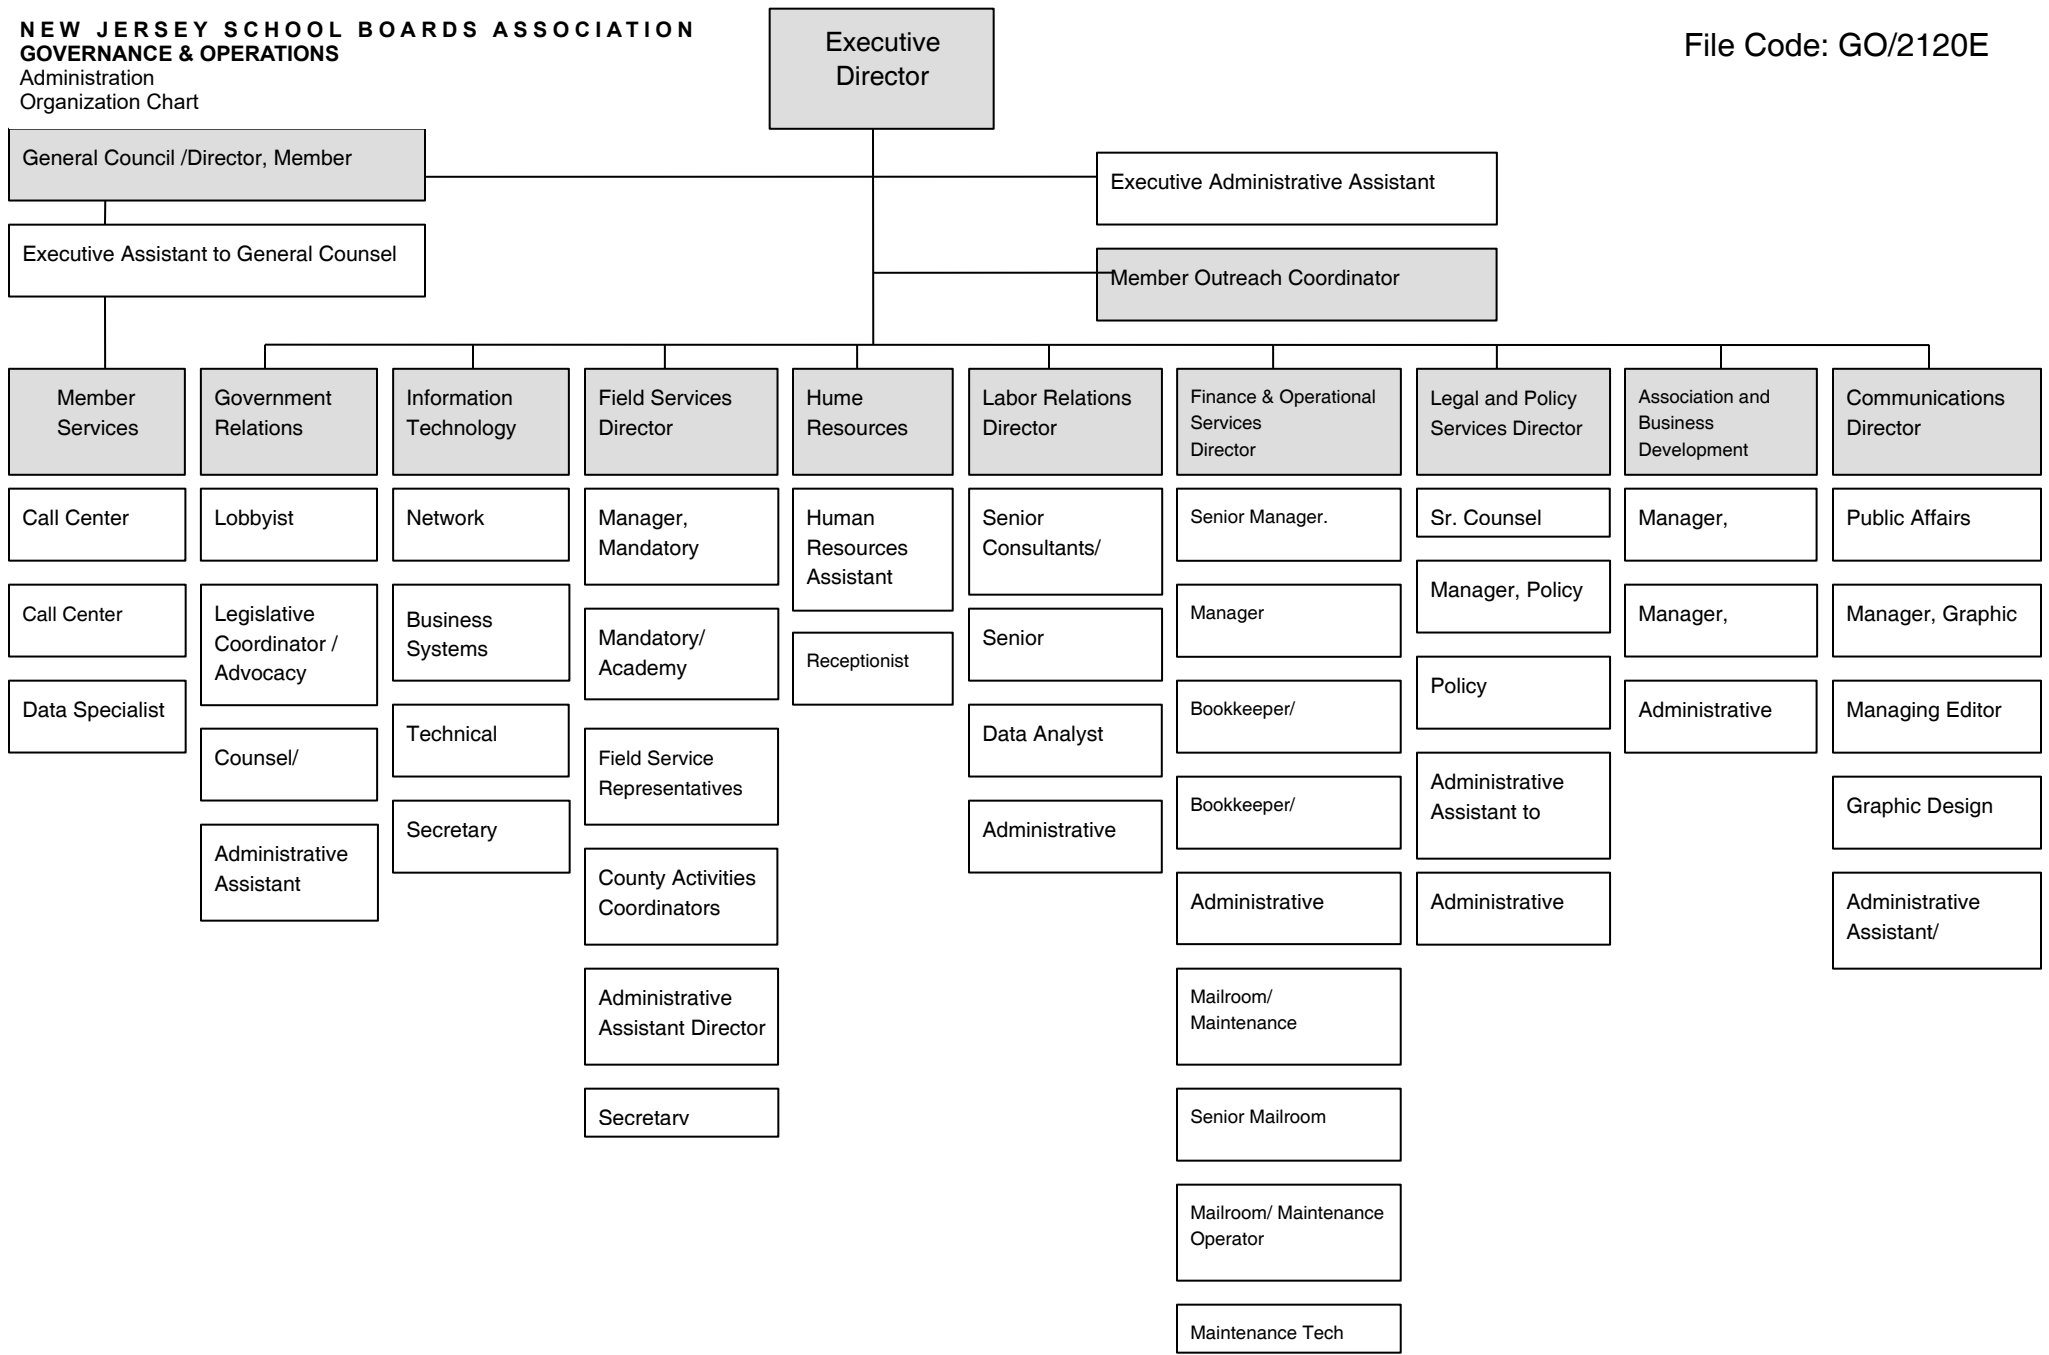 NEW JERSEY SCHOOL BOARDS ASSOCIATION
GOVERNANCE & OPERATIONS
Administration
Organization Chart
Executive
Director
File Code: GO/2120E
General Council /Director, Member
Executive Administrative Assistant
Executive Assistant to General Counsel
Member Outreach Coordinator
Member
Services
Government
Relations
Information
Technology
Field Services
Director
Hume
Resources
Labor Relations
Director
Finance & Operational
Services
Director
Legal and Policy
Services Director
Association and
Business
Development
Communications
Director
Call Center
Call Center
Data Specialist
Lobbyist
Legislative
Coordinator /
Advocacy
Counsel/
Administrative
Assistant
Network
Business
Systems
Technical
Secretary
Manager,
Mandatory
Mandatory/
Academy
Field Service
Representatives
County Activities
Coordinators
Administrative
Assistant Director
Secretary
Human
Resources
Assistant
Receptionist
Senior
Consultants/
Senior
Data Analyst
Administrative
Senior Manager.
Manager
Bookkeeper/
Bookkeeper/
Administrative
Mailroom/
Maintenance
Senior Mailroom
Mailroom/ Maintenance
Operator
Maintenance Tech
Sr. Counsel
Manager, Policy
Policy
Administrative
Assistant to
Administrative
Manager,
Manager,
Administrative
Public Affairs
Manager, Graphic
Managing Editor
Graphic Design
Administrative
Assistant/